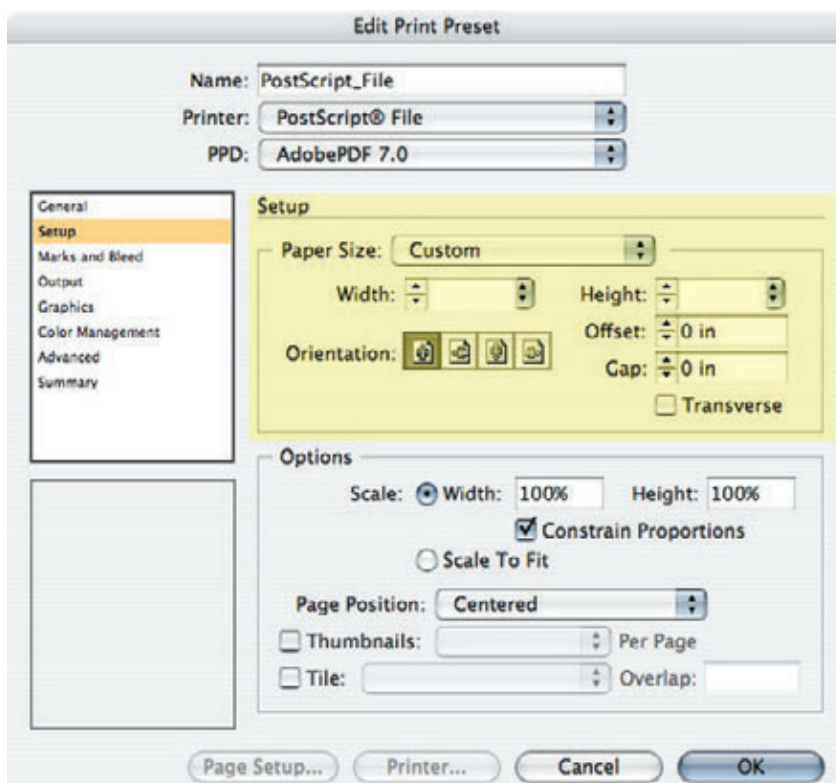 Edit Print Preset
Name: PostScript_File
Printer: PostScript® File
PPD: AdobePDF 7.0
General
Setup
Marks and Bleed
Output
Graphics
Color Management
Advanced
Summary
Setup
Paper Size: Custom
Width: Height:
Orientation: Offset: 0 in
Gap: 0 in
Transverse
Options
Scale: Width: 100% Height: 100%
Constrain Proportions
Scale To Fit
Page Position: Centered
Thumbnails: Per Page
Tile: Overlap:
Page Setup... Printer... Cancel OK